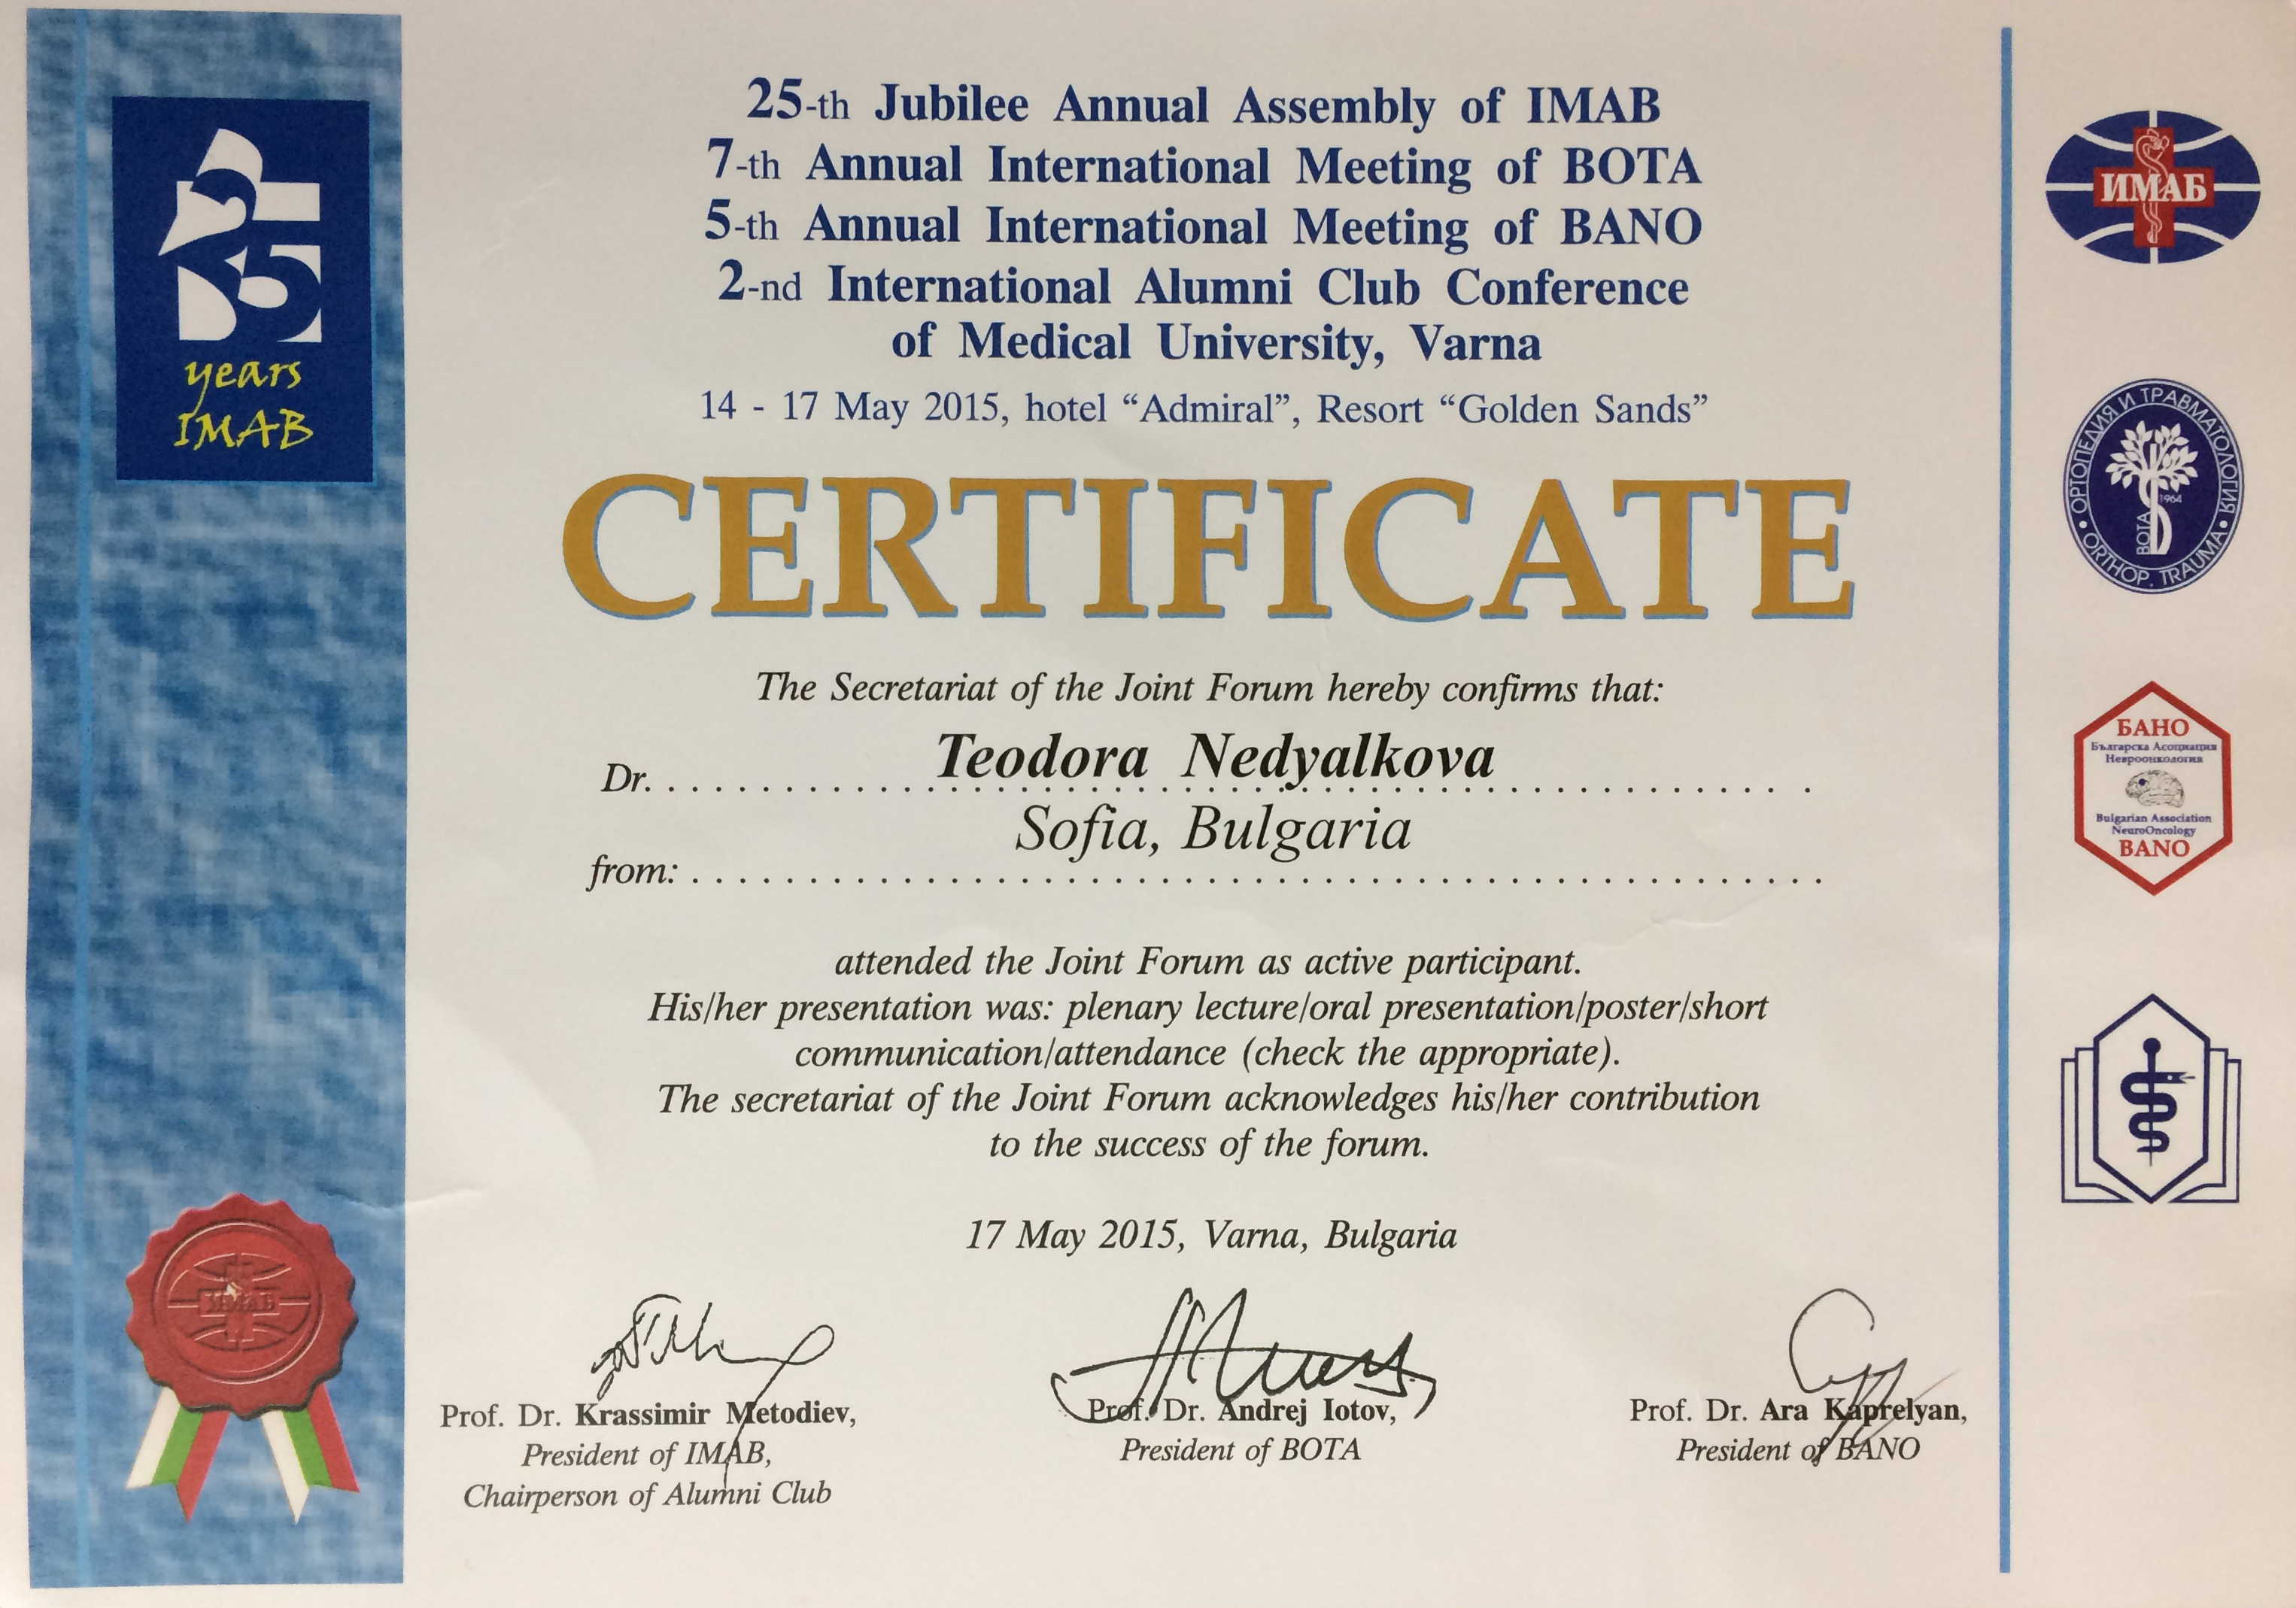 25 years
IMAB
25-th Jubilee Annual Assembly of IMAB
7-th Annual International Meeting of BOTA
5-th Annual International Meeting of BANO
2-nd International Alumni Club Conference
of Medical University, Varna
14 - 17 May 2015, hotel “Admiral”, Resort “Golden Sands”
CERTIFICATE
The Secretariat of the Joint Forum hereby confirms that:
Dr. Teodora Nedyalkova
Sofia, Bulgaria
from:
attended the Joint Forum as active participant.
His/her presentation was: plenary lecture/oral presentation/poster/short
communication/attendance (check the appropriate).
The secretariat of the Joint Forum acknowledges his/her contribution
to the success of the forum.
17 May 2015, Varna, Bulgaria
Prof. Dr. Krassimir Metodiev,
President of IMAB,
Chairperson of Alumni Club
Prof. Dr. Andrej Iotov,
President of BOTA
Prof. Dr. Ara Kaprelyan,
President of BANO
ИМАБ
ОРТОПЕДИЯ И ТРАВМАТОЛОГИЯ
1964
BOTA
ORTHOP. TRAUMA
БАНО
Българска Асоциация
Невроонкология
Bulgarian Association
NeuroOncology
BANO
ИМАБ